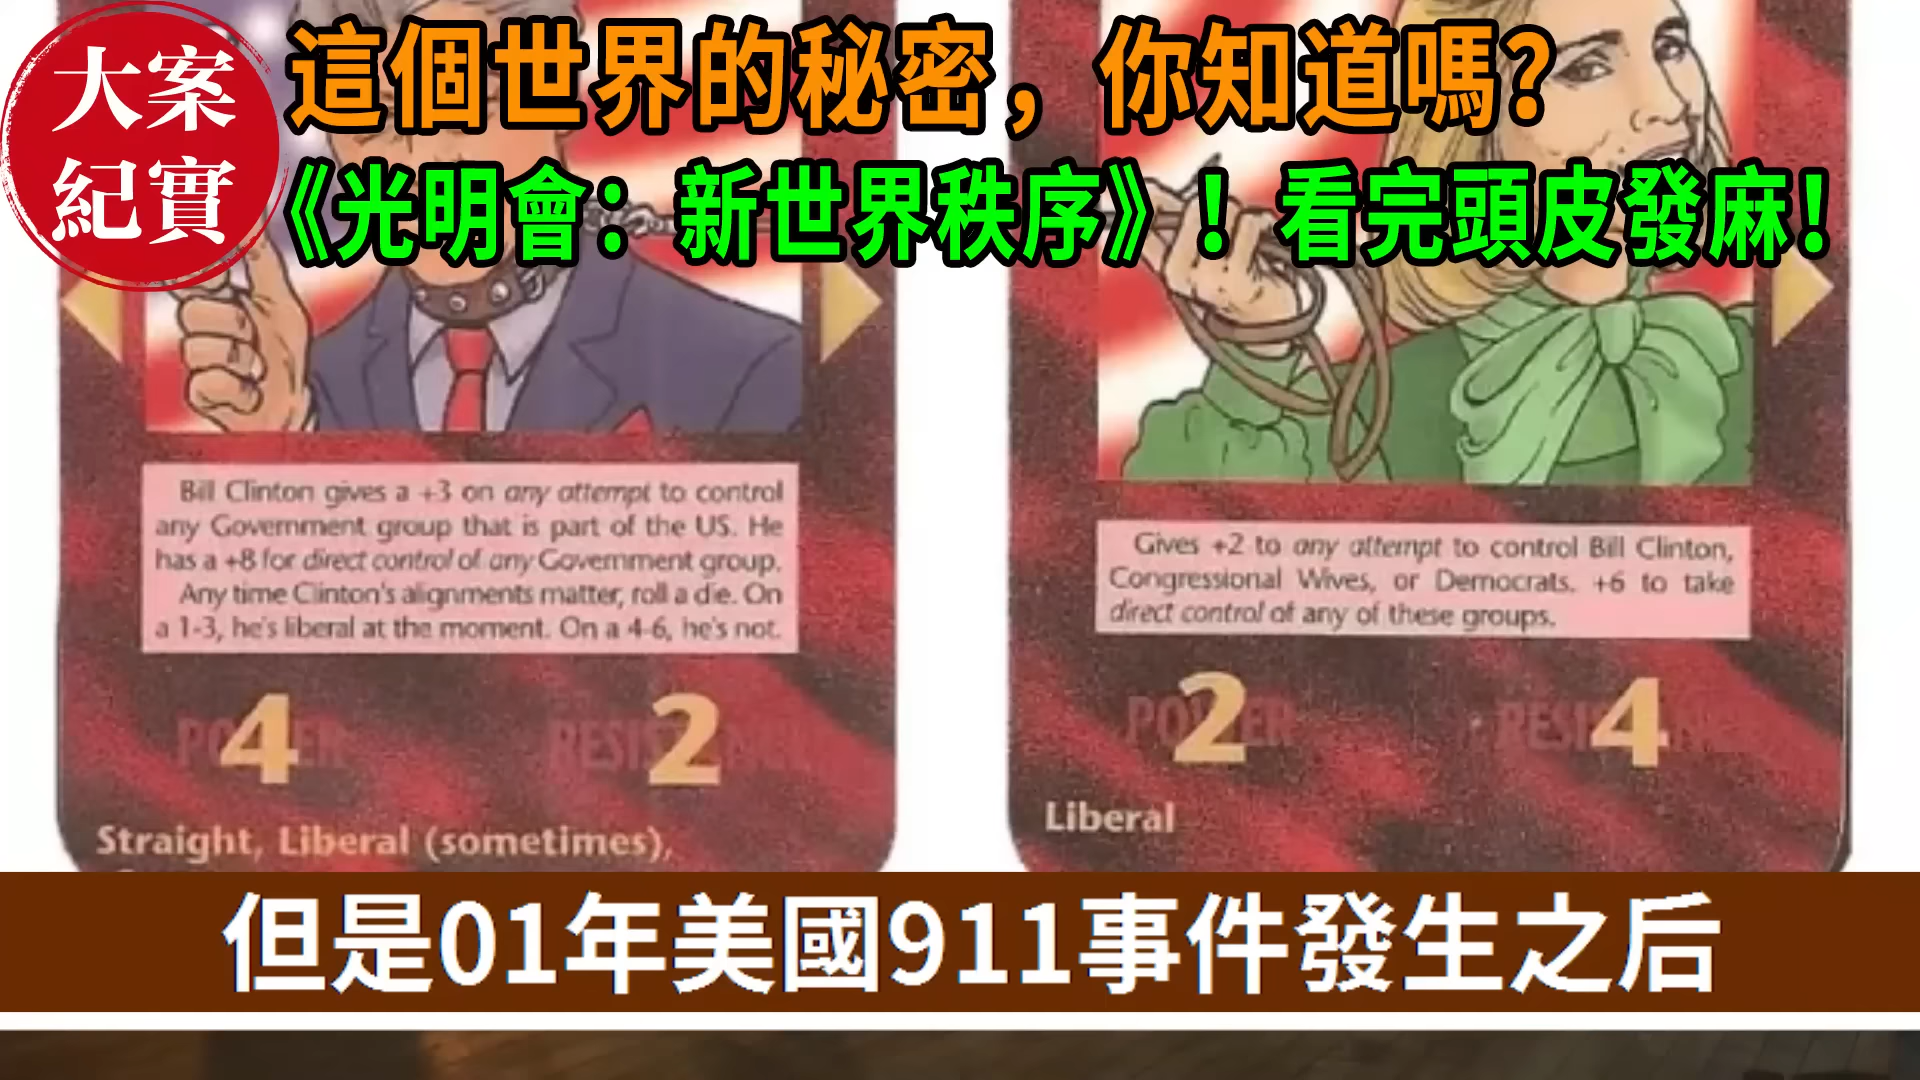 大案
紀實
這個世界的秘密，你知道嗎？
《光明會：新世界秩序》！看完頭皮發麻！
Bill Clinton gives a +3 on any attempt to control
any Government group that is part of the US. He
has a +8 for direct control of any Government group.
Any time Clinton's alignments matter, roll a die. On
a 1-3, he's liberal at the moment. On a 4-6, he's not.
4
2
Straight, Liberal (sometimes),
Gives +2 to any attempt to control Bill Clinton,
Congressional Wives, or Democrats. +6 to take
direct control of any of these groups.
POWER
2
4
Liberal
但是01年美國911事件發生之后